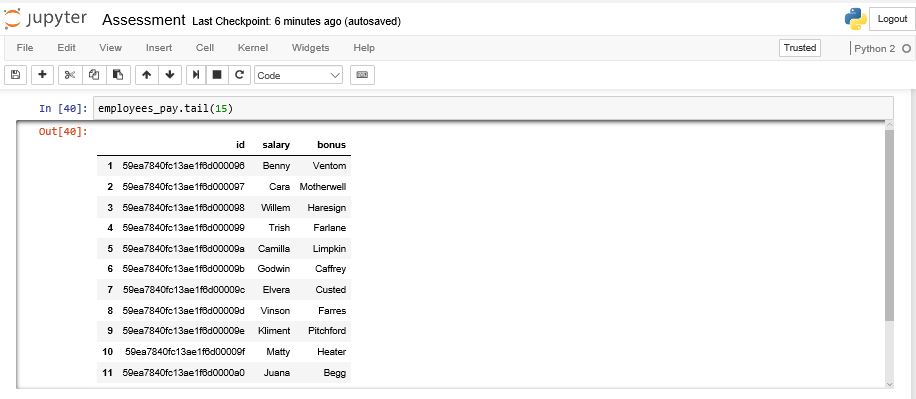 jupyter Assessment Last Checkpoint: 6 minutes ago (autosaved) Logout
File Edit View Insert Cell Kernel Widgets Help Trusted Python 2
Code
In [40]: employees_pay.tail(15)
Out[40]:
id salary bonus
1 59ea7840fc13ae1f6d000096 Benny Ventom
2 59ea7840fc13ae1f6d000097 Cara Motherwell
3 59ea7840fc13ae1f6d000098 Willem Haresign
4 59ea7840fc13ae1f6d000099 Trish Farlane
5 59ea7840fc13ae1f6d00009a Camilla Limpkin
6 59ea7840fc13ae1f6d00009b Godwin Caffrey
7 59ea7840fc13ae1f6d00009c Elvera Custed
8 59ea7840fc13ae1f6d00009d Vinson Farres
9 59ea7840fc13ae1f6d00009e Kliment Pitchford
10 59ea7840fc13ae1f6d00009f Matty Heater
11 59ea7840fc13ae1f6d0000a0 Juana Begg